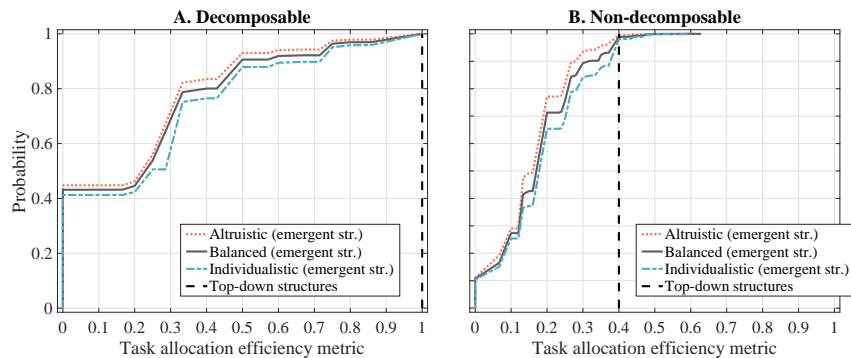 A. Decomposable
B. Non-decomposable
Probability
1
0.8
0.6
0.4
0.2
0
Altruistic (emergent str.)
Balanced (emergent str.)
Individualistic (emergent str.)
Top-down structures
Altruistic (emergent str.)
Balanced (emergent str.)
Individualistic (emergent str.)
Top-down structures
0 0.1 0.2 0.3 0.4 0.5 0.6 0.7 0.8 0.9 1
0 0.1 0.2 0.3 0.4 0.5 0.6 0.7 0.8 0.9 1
Task allocation efficiency metric
Task allocation efficiency metric